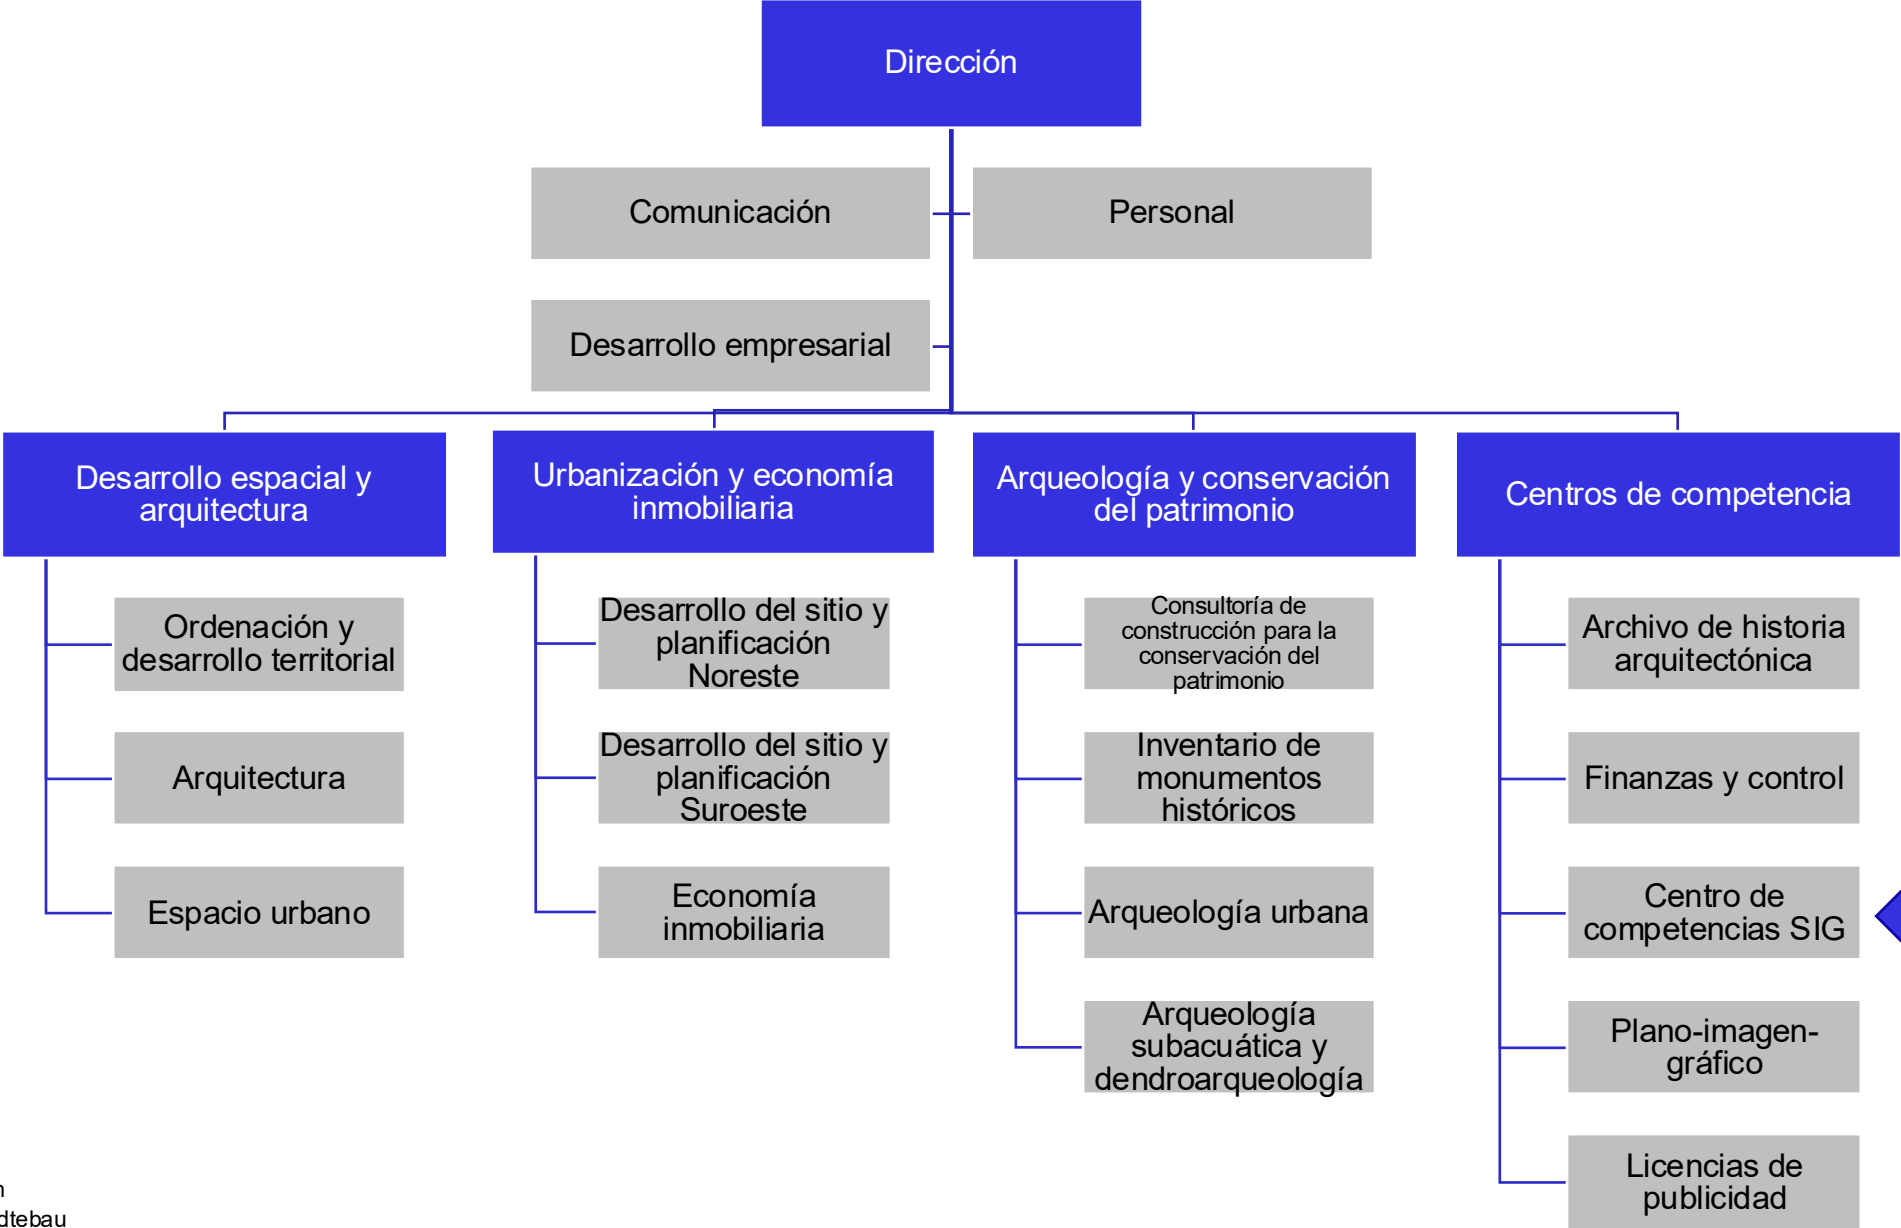 Dirección
Comunicación
Personal
Desarrollo empresarial
Desarrollo espacial y
arquitectura
Urbanización y economía
inmobiliaria
Arqueología y conservación
del patrimonio
Centros de competencia
Ordenación y
desarrollo territorial
Arquitectura
Espacio urbano
Desarrollo del sitio y
planificación
Noreste
Desarrollo del sitio y
planificación
Suroeste
Economía
inmobiliaria
Consultoría de
construcción para la
conservación del
patrimonio
Inventario de
monumentos
históricos
Arqueología urbana
Arqueología
subacuática y
dendroarqueología
Archivo de historia
arquitectónica
Finanzas y control
Centro de
competencias SIG
Plano-imagen-
gráfico
Licencias de
publicidad